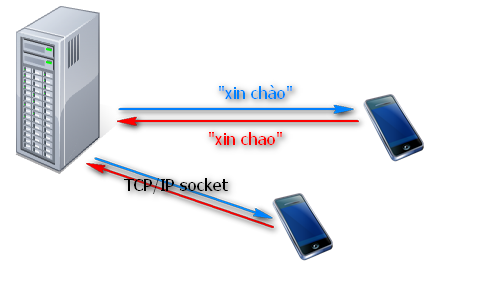 "xin chào"
"xin chao"
TCP/IP socket